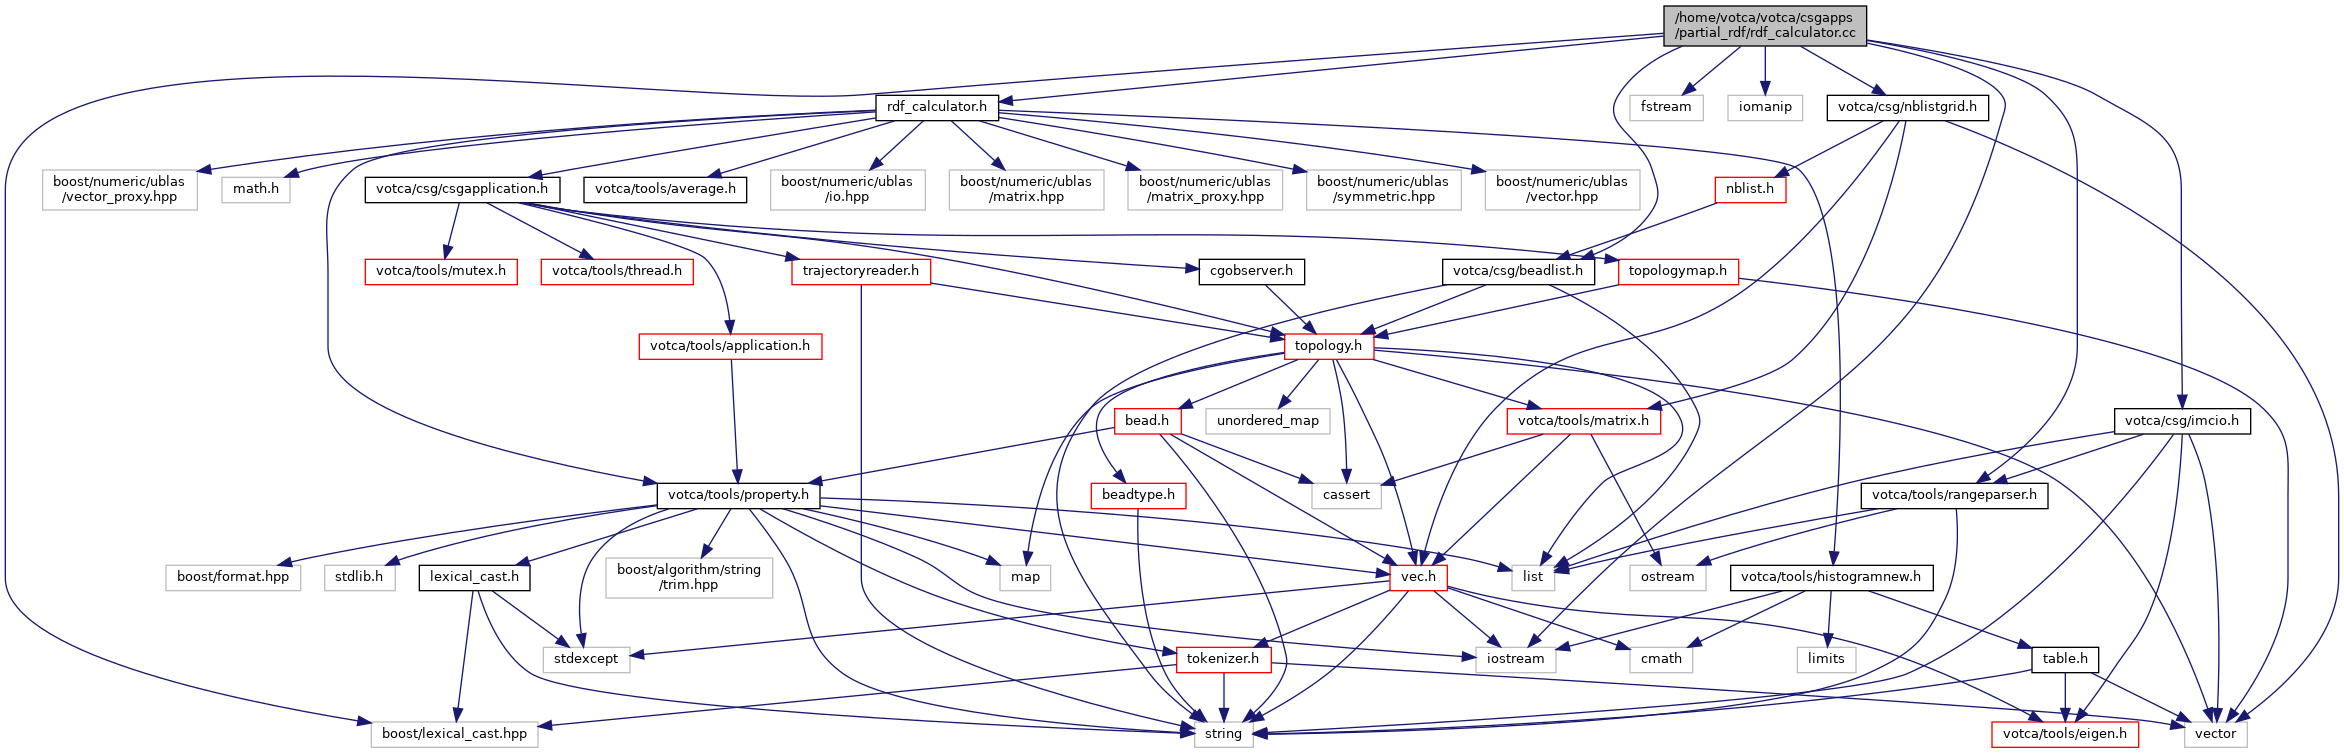 /home/votca/votca/csgapps
/partial_rdf/rdf_calculator.cc
rdf_calculator.h
fstream
iomanip
votca/csg/nblistgrid.h
boost/numeric/ublas
/vector_proxy.hpp
math.h
votca/csg/csgapplication.h
votca/tools/average.h
boost/numeric/ublas
/io.hpp
boost/numeric/ublas
/matrix.hpp
boost/numeric/ublas
/matrix_proxy.hpp
boost/numeric/ublas
/symmetric.hpp
boost/numeric/ublas
/vector.hpp
nblist.h
votca/tools/mutex.h
votca/tools/thread.h
trajectoryreader.h
cgobserver.h
votca/csg/beadlist.h
topologymap.h
votca/tools/application.h
topology.h
bead.h
unordered_map
votca/tools/matrix.h
votca/csg/imcio.h
votca/tools/property.h
beadtype.h
cassert
votca/tools/rangeparser.h
boost/format.hpp
stdlib.h
lexical_cast.h
boost/algorithm/string
/trim.hpp
map
vec.h
list
ostream
votca/tools/histogramnew.h
stdexcept
tokenizer.h
iostream
cmath
limits
table.h
boost/lexical_cast.hpp
string
votca/tools/eigen.h
vector